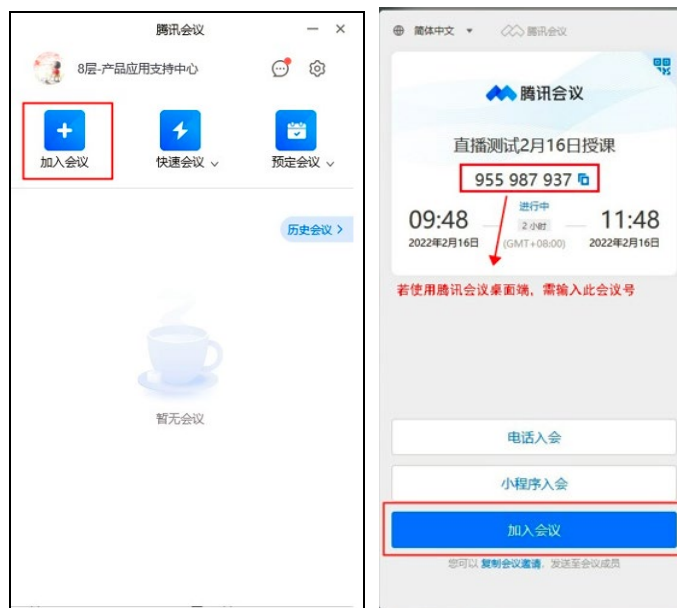 腾讯会议
8层-产品应用支持中心
加入会议
快速会议
预定会议
历史会议
暂无会议
简体中文
腾讯会议
腾讯会议
直播测试2月16日授课
955 987 937
进行中
09:48
2 小时
11:48
2022年2月16日
(GMT+08:00)
2022年2月16日
若使用腾讯会议桌面端，需输入此会议号
电话入会
小程序入会
加入会议
您可以 复制会议邀请，发送至会议成员